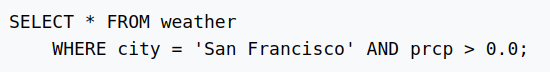 SELECT * FROM weather
    WHERE city = 'San Francisco' AND prcp > 0.0;